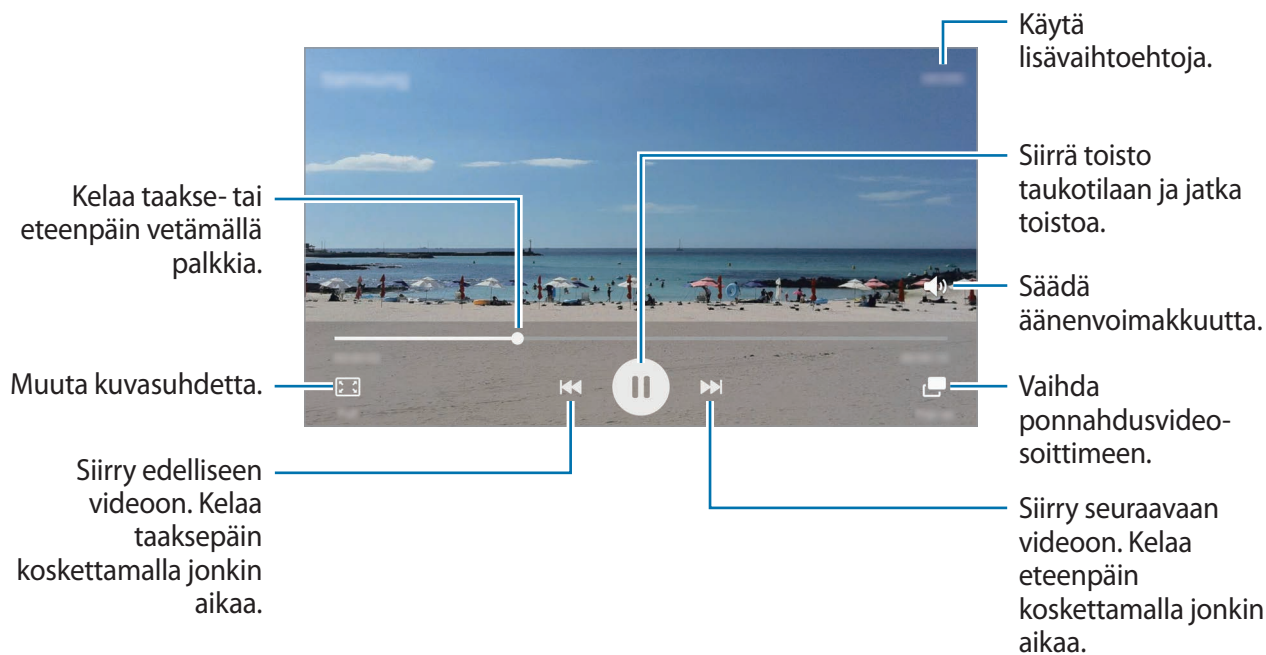 Käytä
lisävaihtoehtoja.
Siirrä toisto
taukotilaan ja jatka
toistoa.
Kelaa taakse- tai
eteenpäin vetämällä
palkkia.
Säädä
äänenvoimakkuutta.
Muuta kuvasuhdetta.
Vaihda
ponnahdusvideo-
soittimeen.
Siirry edelliseen
videoon. Kelaa
taaksepäin
koskettamalla jonkin
aikaa.
Siirry seuraavaan
videoon. Kelaa
eteenpäin
koskettamalla jonkin
aikaa.